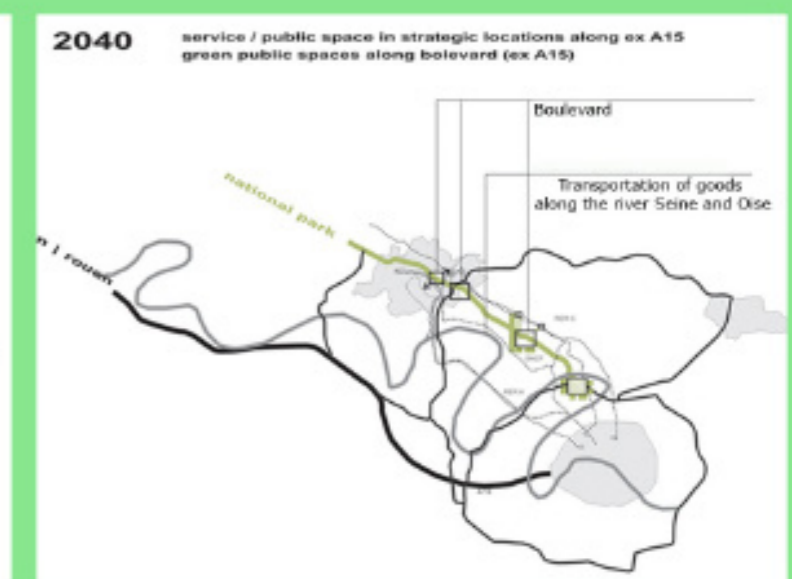 2040
service / public space in strategic locations along ex A15
green public spaces along bolevard (ex A15)
Boulevard
Transportation of goods
along the river Seine and Oise
national park
n | rouen